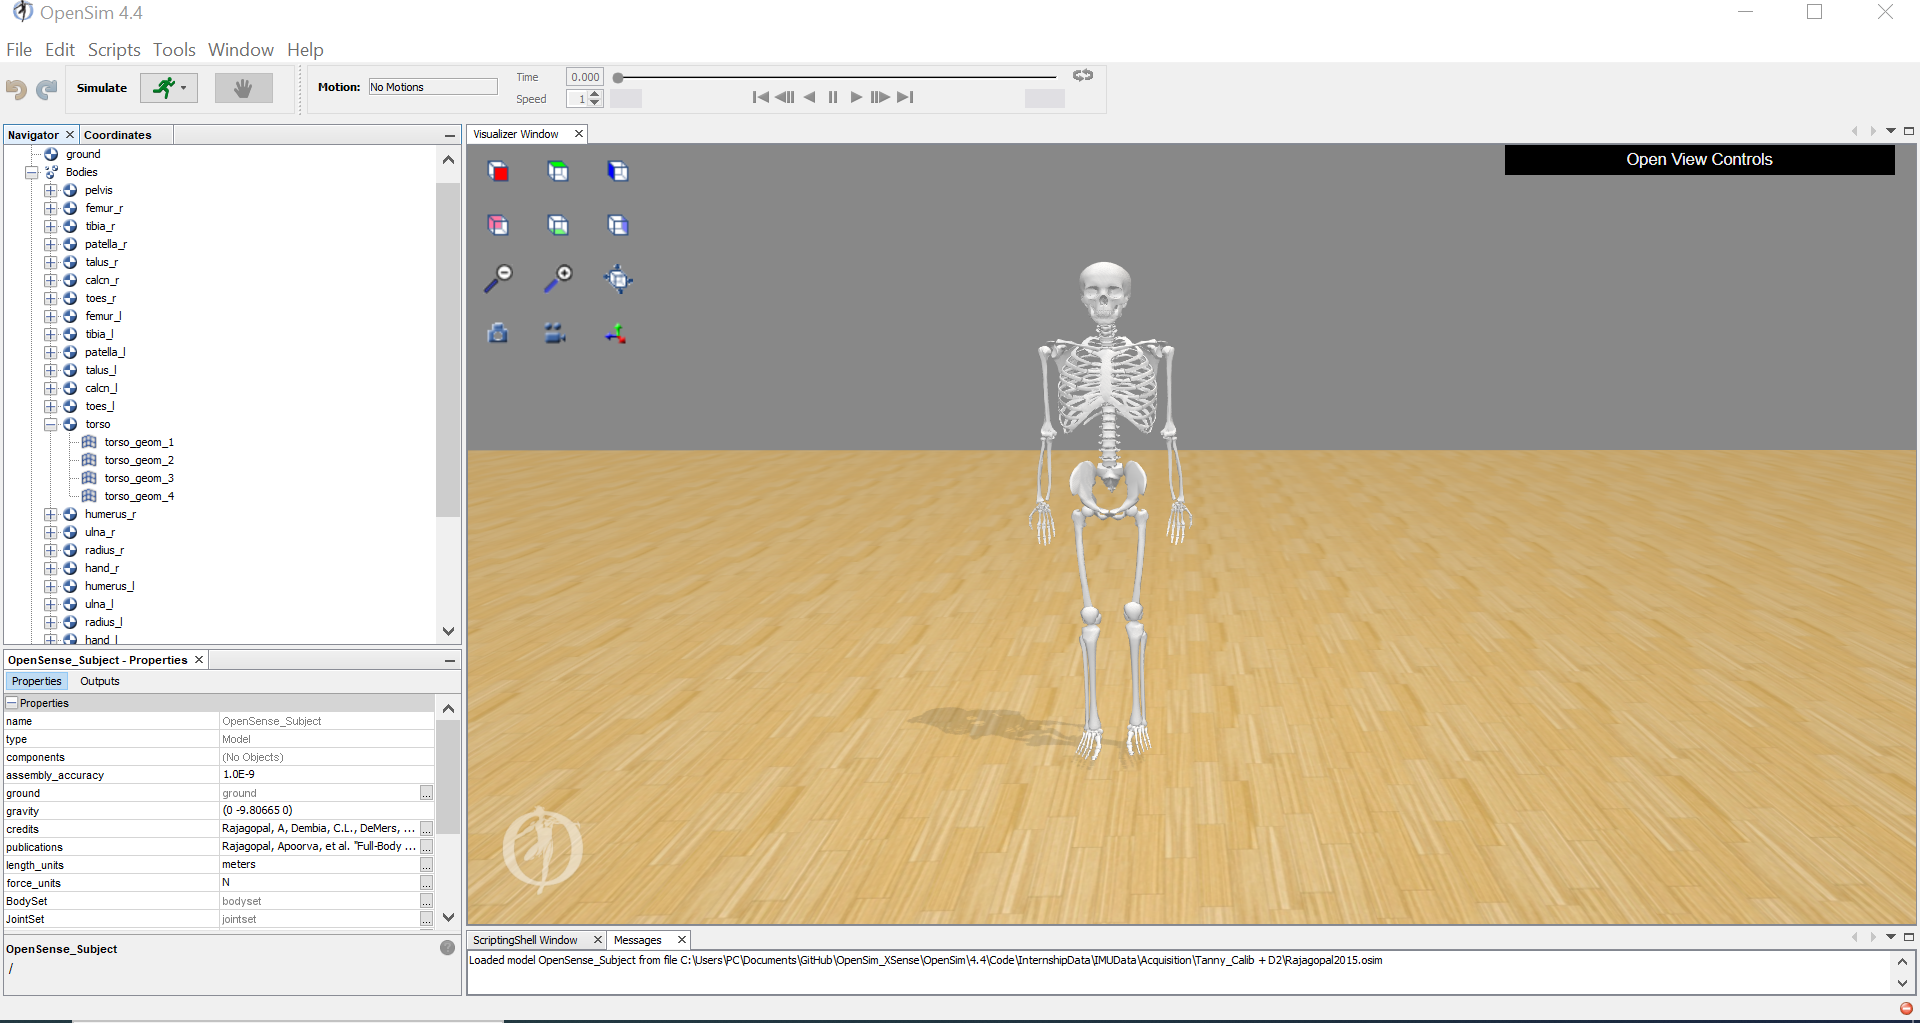 OpenSim 4.4
File Edit Scripts Tools Window Help
Simulate
Motion: No Motions
Time 0.000
Speed 1
Navigator Coordinates
ground
Bodies
pelvis
femur_r
tibia_r
patella_r
talus_r
calcn_r
toes_r
femur_l
tibia_l
patella_l
talus_l
calcn_l
toes_l
torso
torso_geom_1
torso_geom_2
torso_geom_3
torso_geom_4
humerus_r
ulna_r
radius_r
hand_r
humerus_l
ulna_l
radius_l
hand_l
OpenSense_Subject - Properties
Properties Outputs
Properties
name OpenSense_Subject
type Model
components (No Objects)
assembly_accuracy 1.0E-9
ground ground ...
gravity (0 -9.80665 0)
credits Rajagopal, A, Dembia, C.L., DeMers, ... ...
publications Rajagopal, Apoorva, et al. "Full-Body ... ...
length_units meters ...
force_units N ...
BodySet bodyset ...
JointSet jointset ...
OpenSense_Subject
/
Visualizer Window
Open View Controls
ScriptingShell Window Messages
Loaded model OpenSense_Subject from file C:\Users\PC\Documents\GitHub\OpenSim_XSense\OpenSim\4.4\Code\InternshipData\IMUData\Acquisition\Tanny_Calib + D2\Rajagopal2015.osim